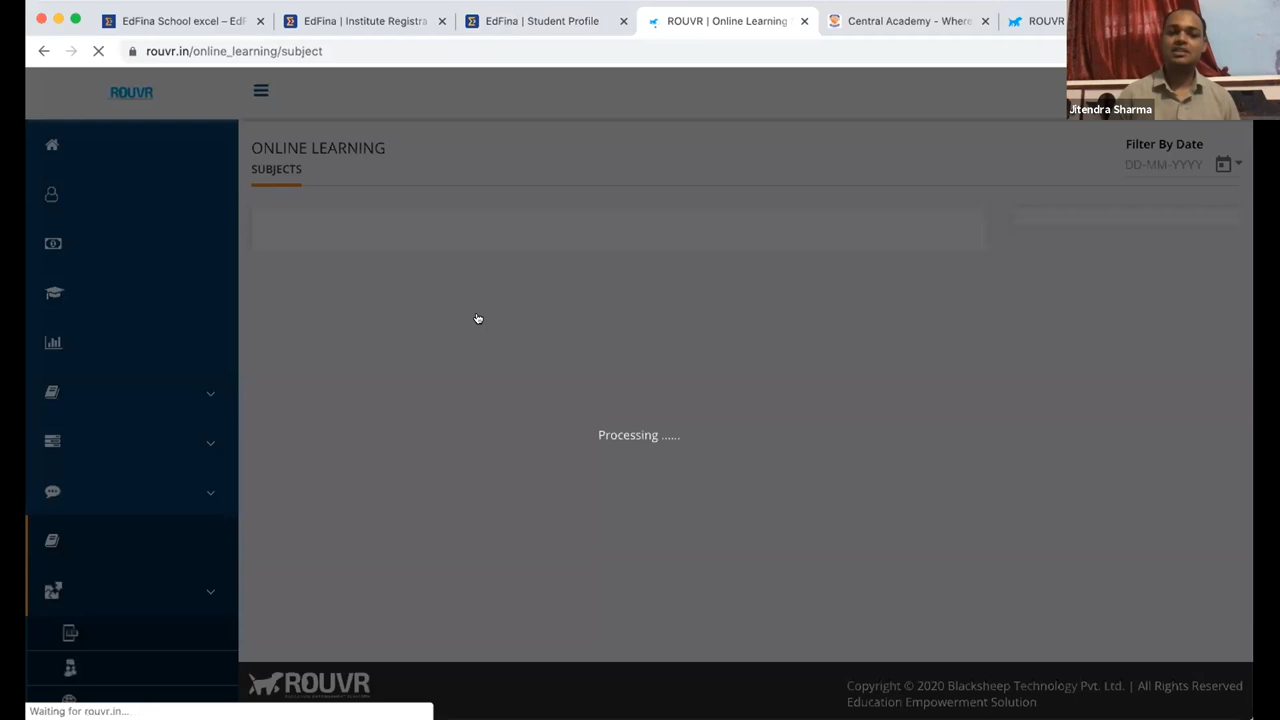 EdFina School excel – EdF
EdFina | Institute Registra
EdFina | Student Profile
ROUVR | Online Learning
Central Academy - Where
ROUVR
rouvr.in/online_learning/subject
Jitendra Sharma
ROUVR
ONLINE LEARNING
SUBJECTS
Filter By Date
DD-MM-YYYY
Processing ......
ROUVR
Copyright © 2020 Blacksheep Technology Pvt. Ltd. | All Rights Reserved
Education Empowerment Solution
Waiting for rouvr.in...